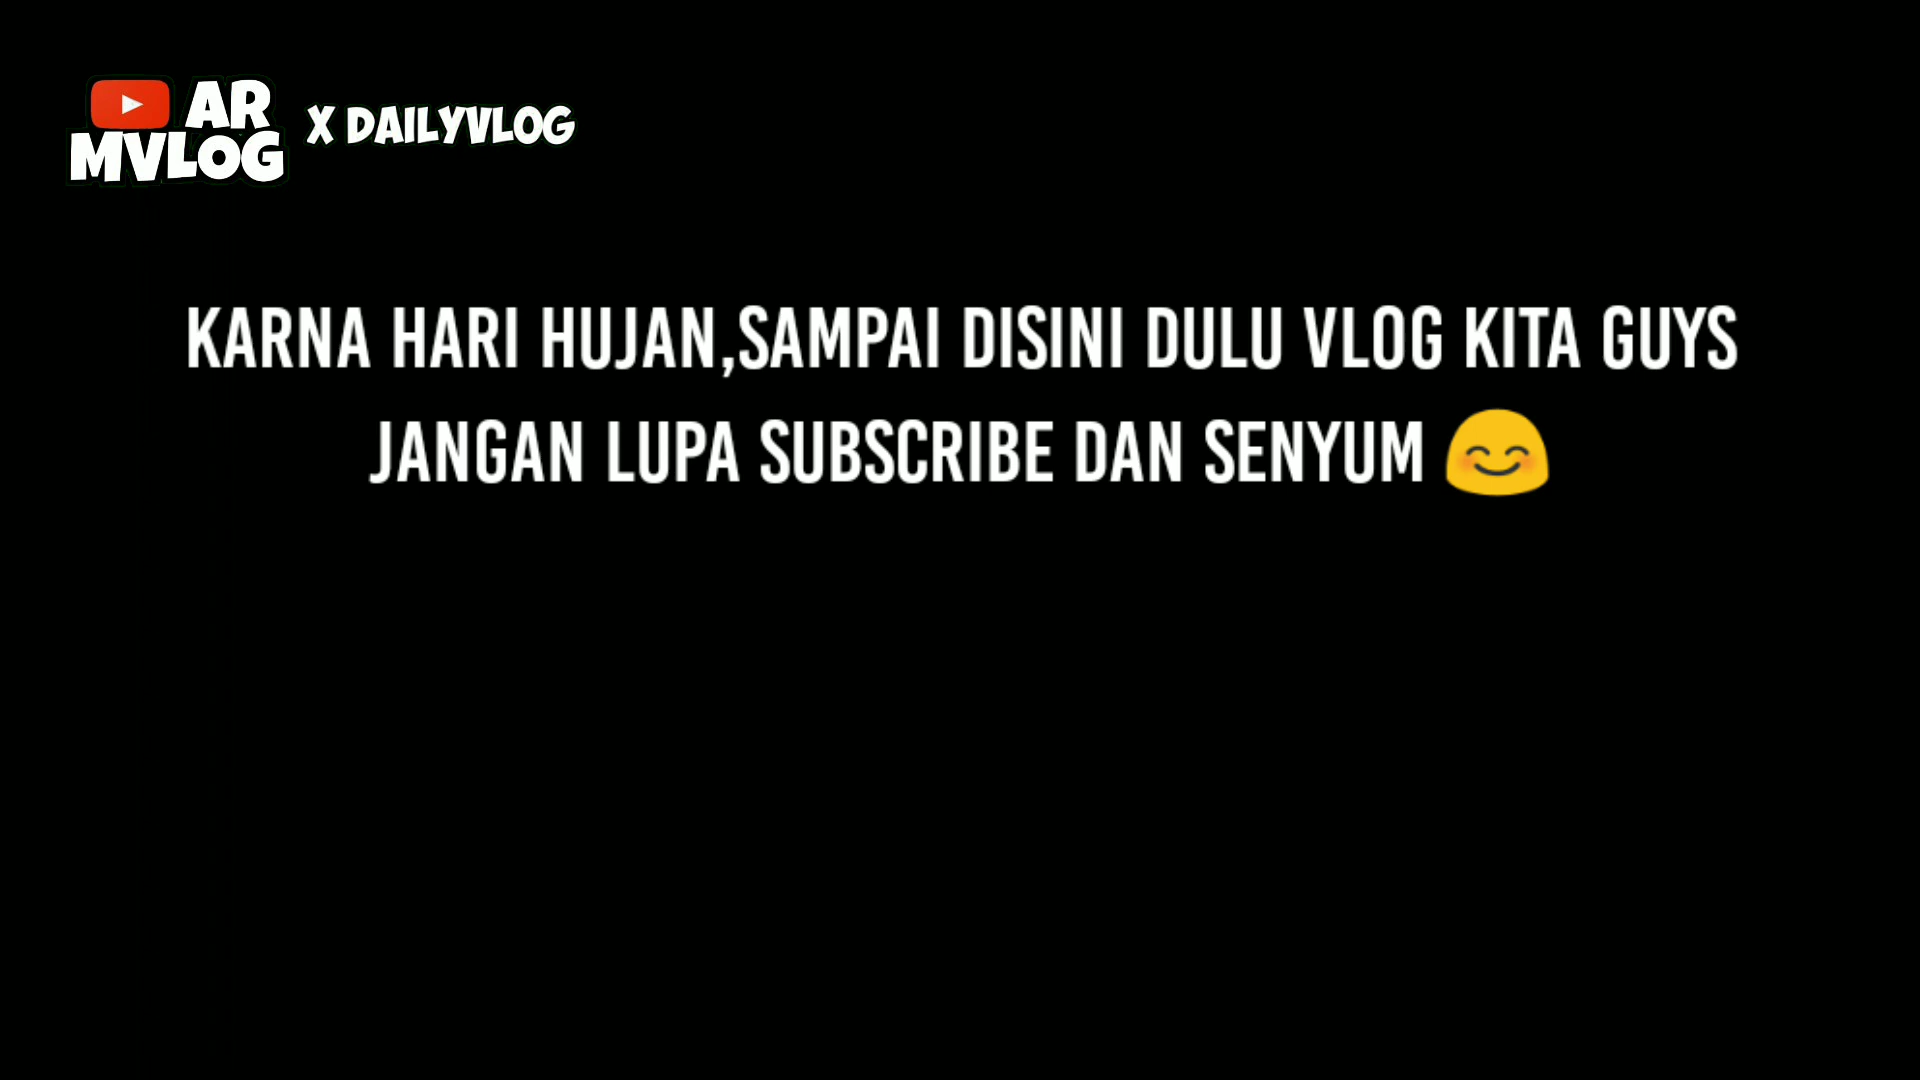 AR
MVLOG
X DAILYVLOG
KARNA HARI HUJAN,SAMPAI DISINI DULU VLOG KITA GUYS
JANGAN LUPA SUBSCRIBE DAN SENYUM 😊